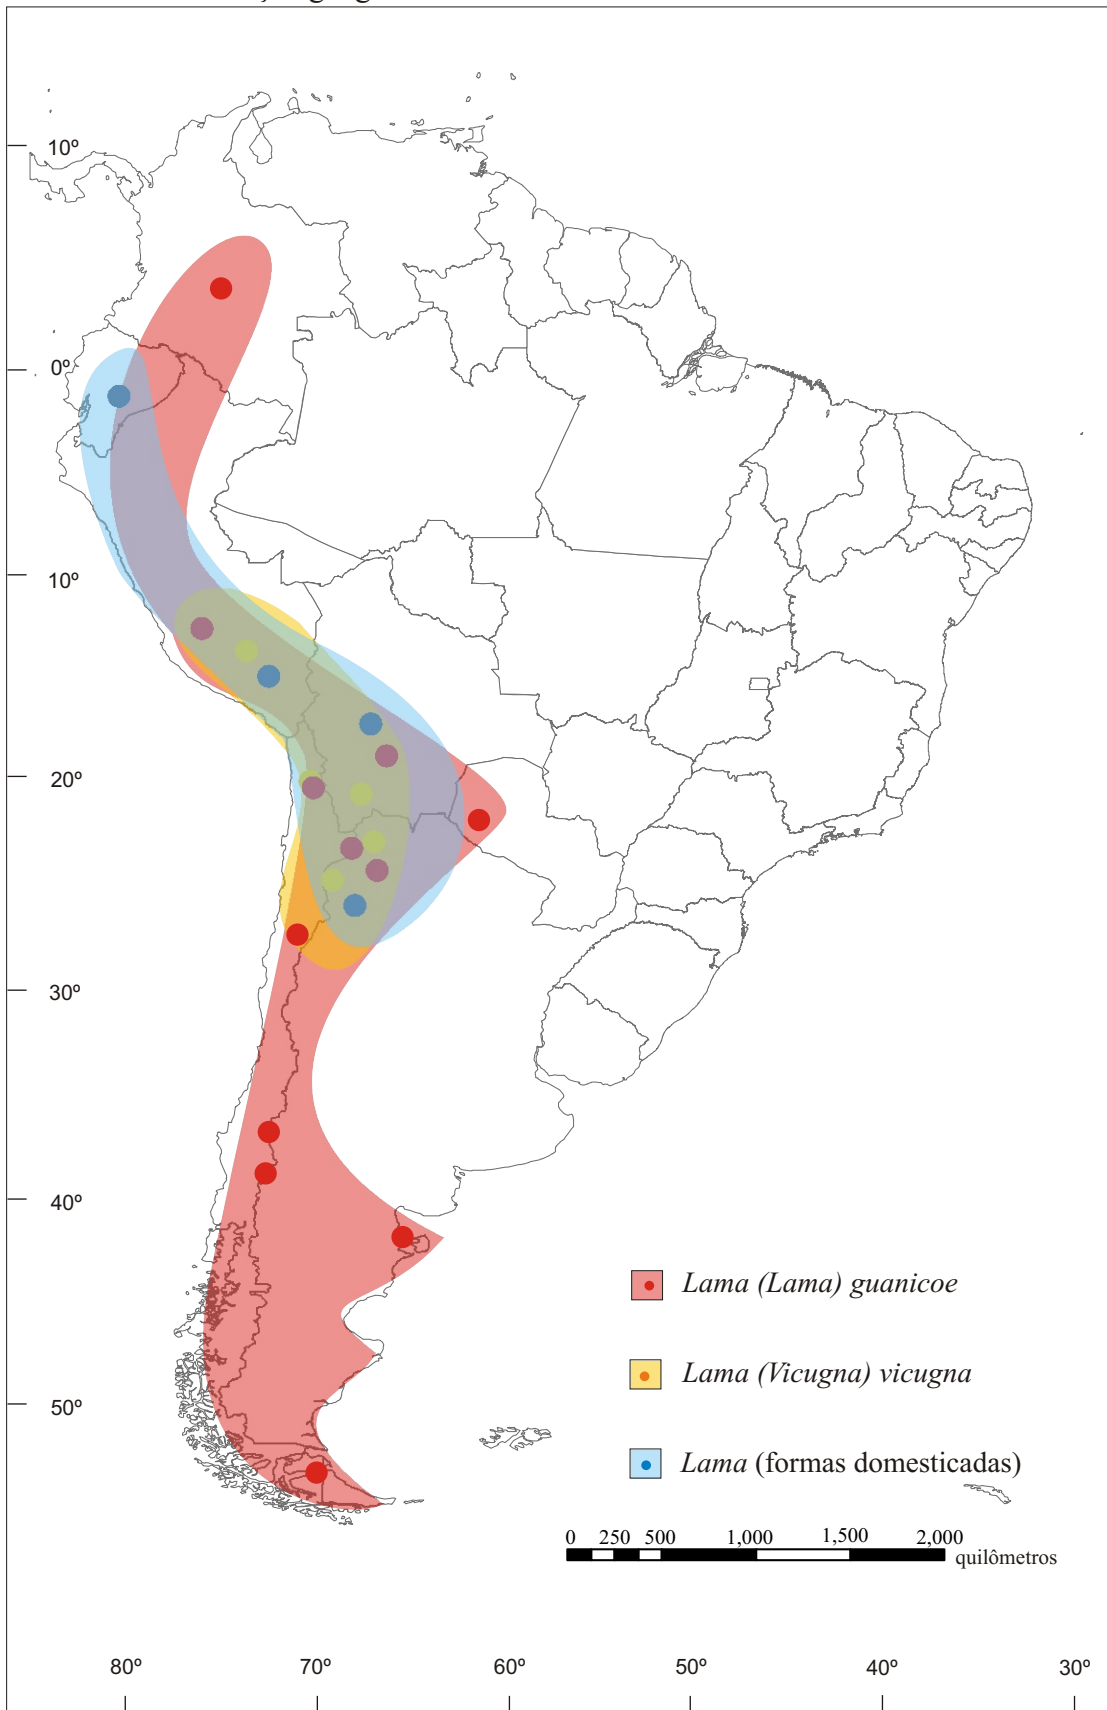 10º
0º
10º
20º
30º
40º
50º
Lama (Lama) guanicoe
Lama (Vicugna) vicugna
Lama (formas domesticadas)
0 250 500 1,000 1,500 2,000
quilômetros
80º 70º 60º 50º 40º 30º